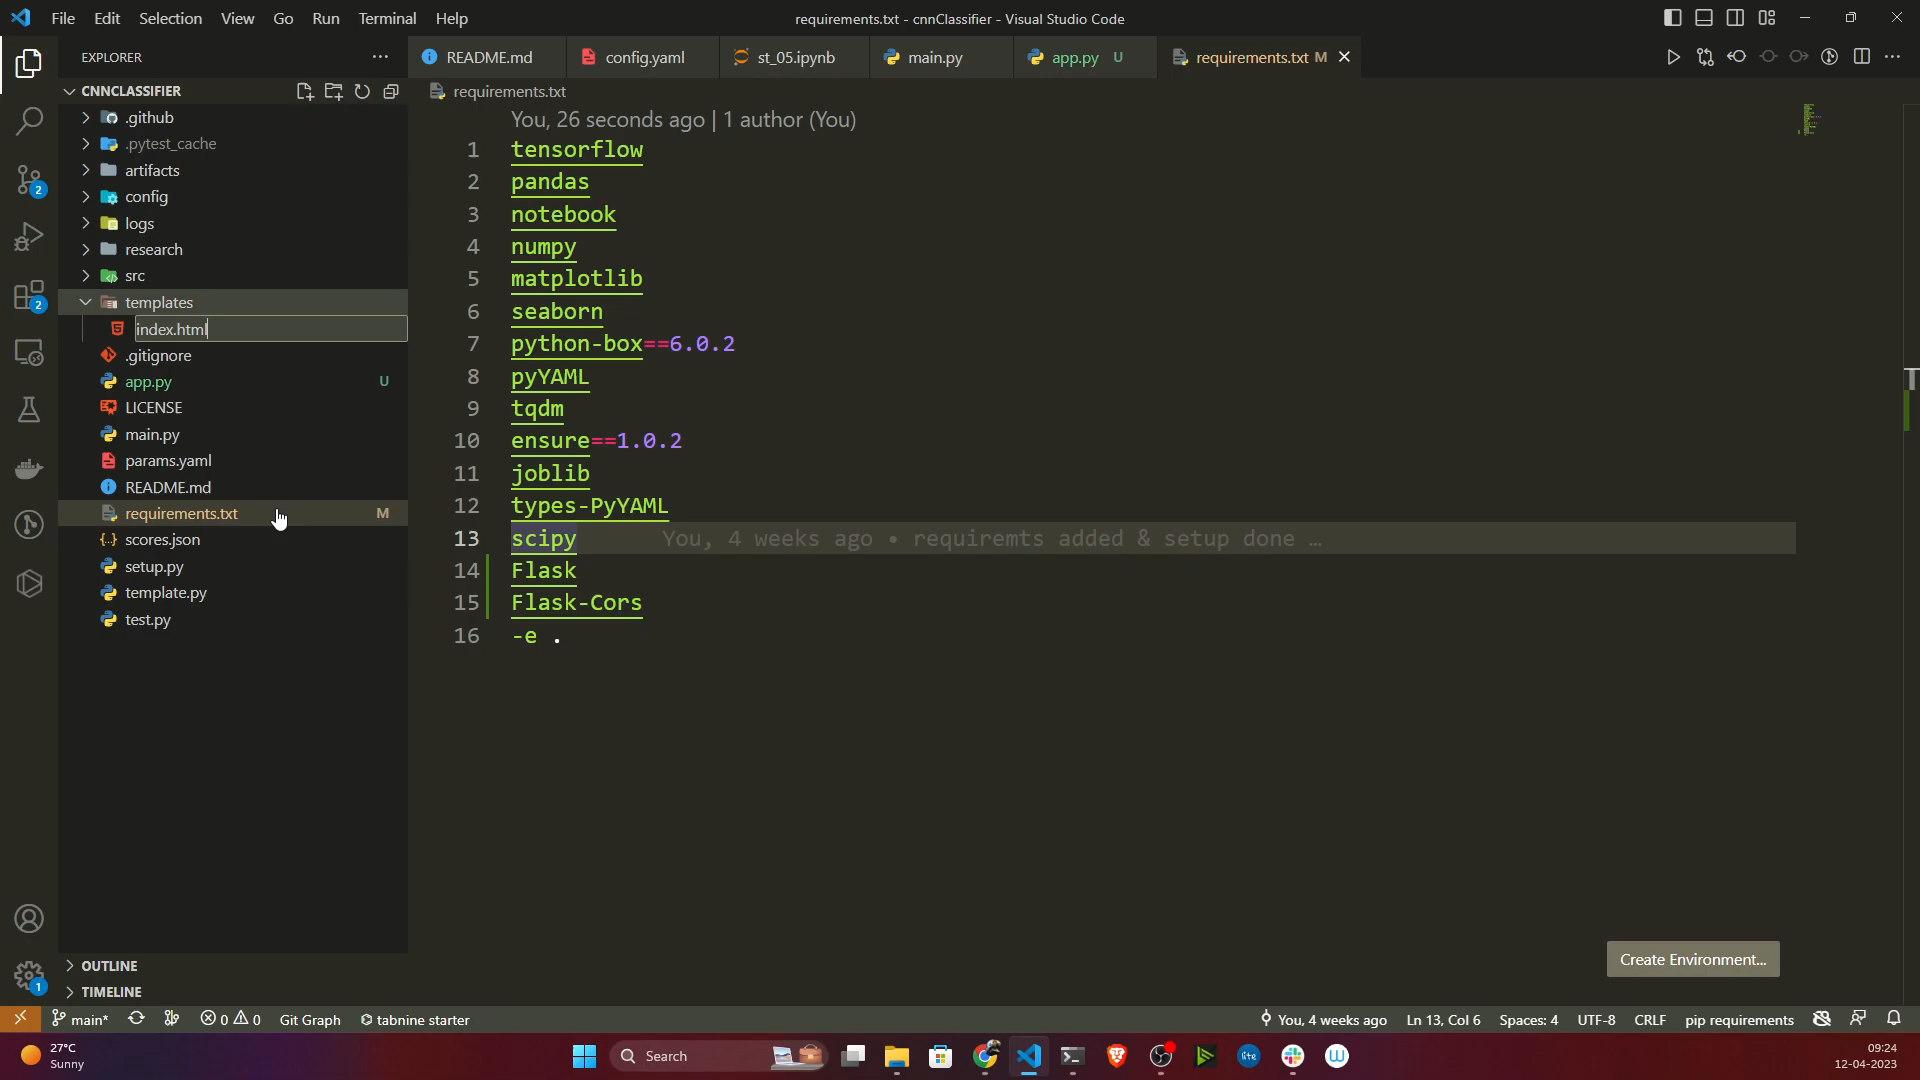 File Edit Selection View Go Run Terminal Help
requirements.txt - cnnClassifier - Visual Studio Code
EXPLORER
README.md
config.yaml
st_05.ipynb
main.py
app.py U
requirements.txt M
CNNCLASSIFIER
requirements.txt
.github
.pytest_cache
artifacts
config
logs
research
src
templates
index.html
.gitignore
app.py U
LICENSE
main.py
params.yaml
README.md
requirements.txt M
scores.json
setup.py
template.py
test.py
OUTLINE
TIMELINE
2
2
1
You, 26 seconds ago | 1 author (You)
1 tensorflow
2 pandas
3 notebook
4 numpy
5 matplotlib
6 seaborn
7 python-box==6.0.2
8 pyYAML
9 tqdm
10 ensure==1.0.2
11 joblib
12 types-PyYAML
13 scipy You, 4 weeks ago • requiremts added & setup done …
14 Flask
15 Flask-Cors
16 -e .
Create Environment...
main* 0 0 Git Graph tabnine starter
You, 4 weeks ago Ln 13, Col 6 Spaces: 4 UTF-8 CRLF pip requirements
27°C
Sunny
Search
lite
09:24
12-04-2023